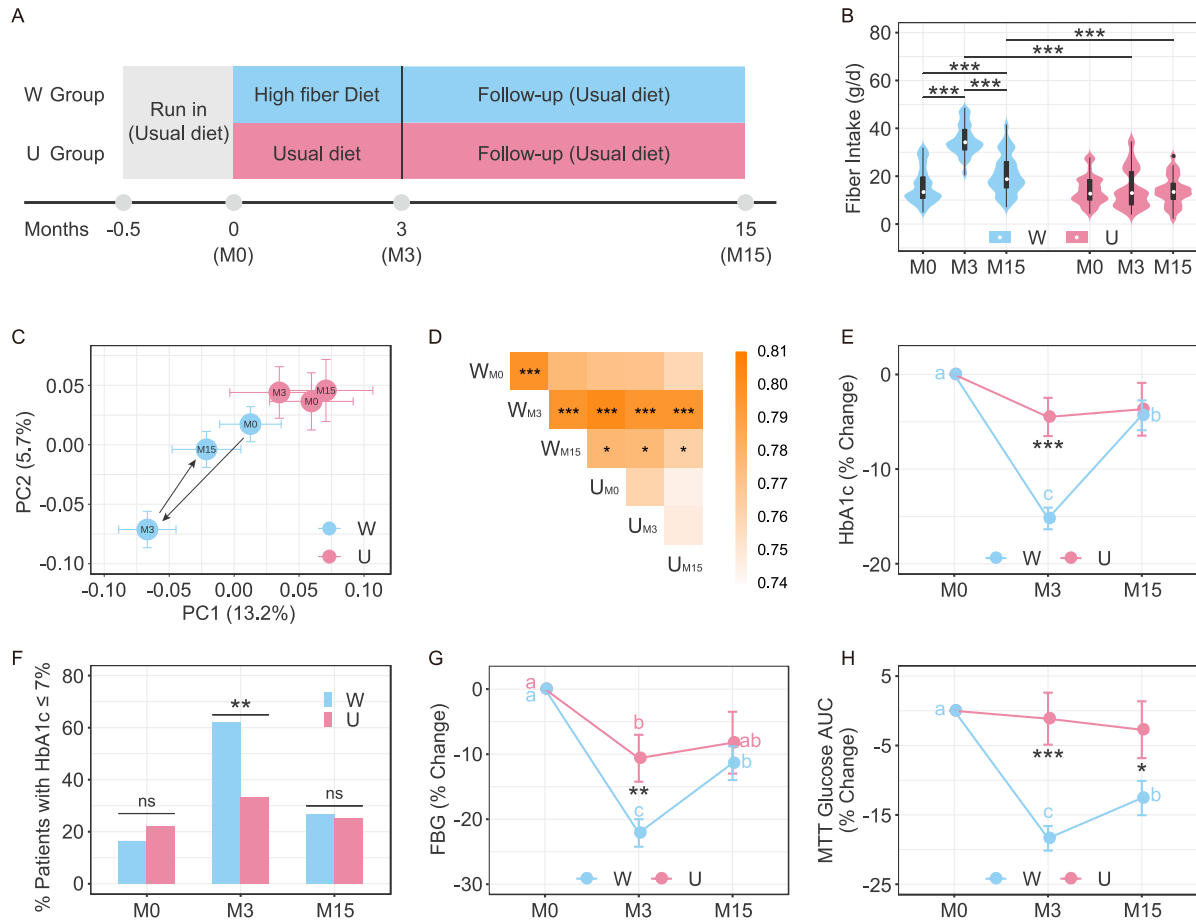 A
W Group
U Group
Run in
(Usual diet)
High fiber Diet
Follow-up (Usual diet)
Usual diet
Follow-up (Usual diet)
Months
-0.5
0
3
15
(M0)
(M3)
(M15)
B
Fiber Intake (g/d)
80
60
40
20
0
***
***
***
***
***
W
U
M0
M3
M15
M0
M3
M15
C
PC2 (5.7%)
0.05
0.00
-0.05
-0.10
M3
M15
M0
M0
M15
M3
W
U
-0.10
-0.05
0.00
0.05
0.10
PC1 (13.2%)
D
WM0
***
WM3
*** *** *** ***
WM15
* * *
UM0
UM3
UM15
0.81
0.80
0.79
0.78
0.77
0.76
0.75
0.74
E
HbA1c (% Change)
0
-10
-20
a
***
c
b
W
U
M0
M3
M15
F
% Patients with HbA1c ≤ 7%
80
60
40
20
0
ns
**
ns
W
U
M0
M3
M15
G
FBG (% Change)
0
-10
-20
-30
a
a
b
**
c
ab
b
W
U
M0
M3
M15
H
MTT Glucose AUC
(% Change)
5
-5
-15
-25
a
***
c
*
b
W
U
M0
M3
M15